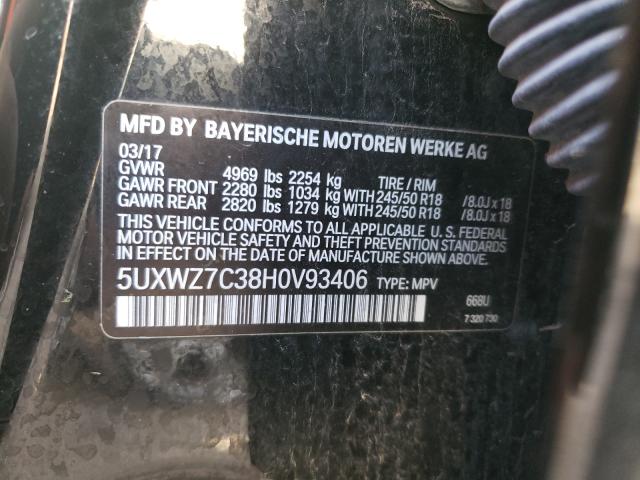 MFD BY BAYERISCHE MOTOREN WERKE AG
03/17
GVWR 4969 lbs 2254 kg TIRE / RIM
GAWR FRONT 2280 lbs 1034 kg WITH 245/50 R18 /8.0J x 18
GAWR REAR 2820 lbs 1279 kg WITH 245/50 R18 /8.0J x 18
THIS VEHICLE CONFORMS TO ALL APPLICABLE U. S. FEDERAL
MOTOR VEHICLE SAFETY AND THEFT PREVENTION STANDARDS
IN EFFECT ON THE DATE OF MANUFACTURE SHOWN ABOVE.
5UXWZ7C38H0V93406 TYPE: MPV
668U
7 320 730